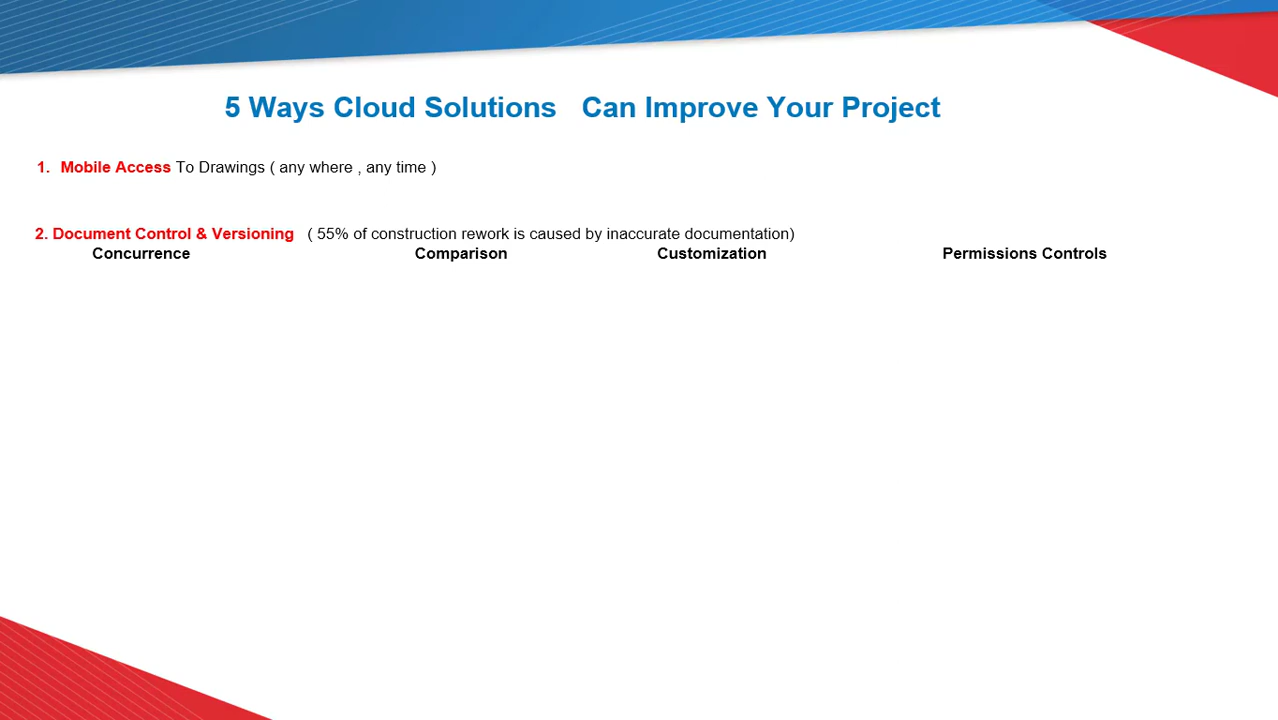 5 Ways Cloud Solutions   Can Improve Your Project
1. Mobile Access To Drawings ( any where , any time )
2. Document Control & Versioning   ( 55% of construction rework is caused by inaccurate documentation)
Concurrence   Comparison   Customization   Permissions Controls